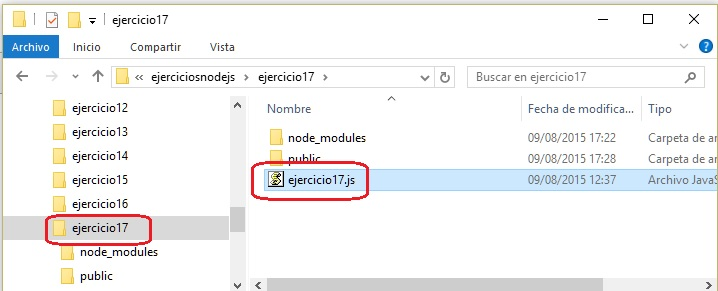 ejercicio17
Archivo Inicio Compartir Vista
« ejerciciosnodejs › ejercicio17 › Buscar en ejercicio17
ejercicio12
ejercicio13
ejercicio14
ejercicio15
ejercicio16
ejercicio17
node_modules
public
Nombre Fecha de modifica... Tipo
node_modules 09/08/2015 17:22 Carpeta de ar
public 09/08/2015 17:28 Carpeta de ar
ejercicio17.js 09/08/2015 12:37 Archivo JavaS